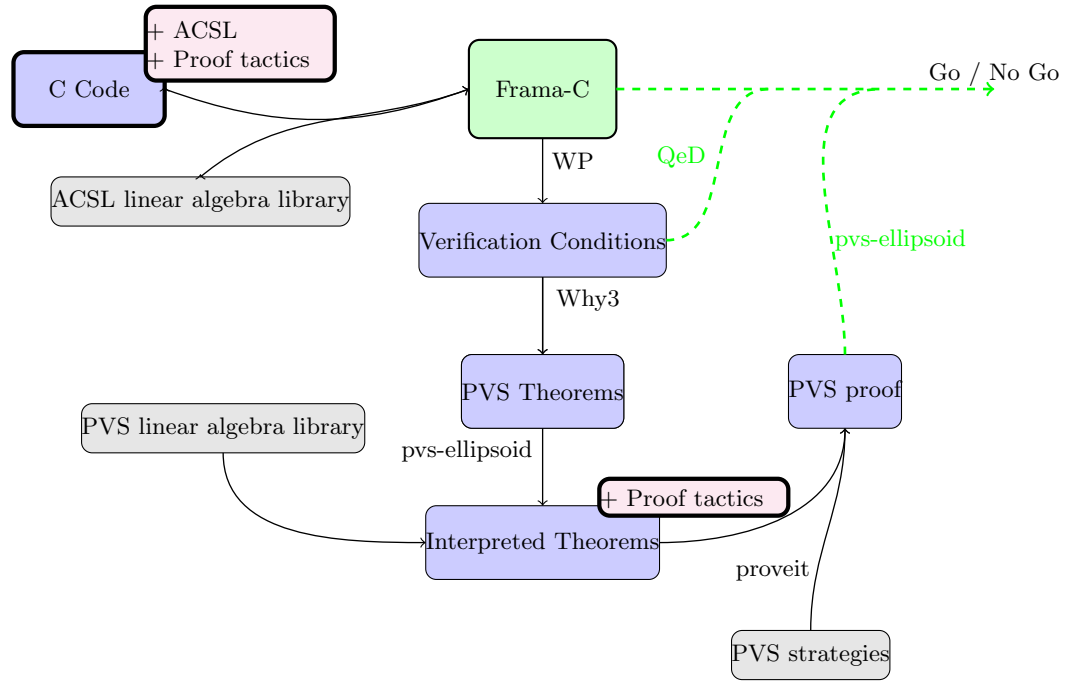 + ACSL
+ Proof tactics
C Code
Frama-C
Go / No Go
WP
QeD
ACSL linear algebra library
Verification Conditions
pvs-ellipsoid
Why3
PVS Theorems
PVS proof
PVS linear algebra library
pvs-ellipsoid
+ Proof tactics
Interpreted Theorems
proveit
PVS strategies